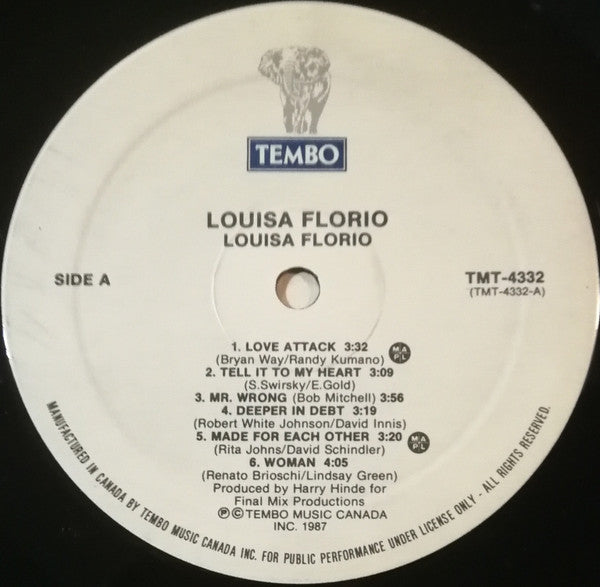 TEMBO
LOUISA FLORIO
LOUISA FLORIO
SIDE A
TMT-4332
(TMT-4332-A)
1. LOVE ATTACK 3:32
(Bryan Way/Randy Kumano)
MAPL
2. TELL IT TO MY HEART 3:09
(S.Swirsky/E.Gold)
3. MR. WRONG (Bob Mitchell) 3:56
4. DEEPER IN DEBT 3:19
(Robert White Johnson/David Innis)
5. MADE FOR EACH OTHER 3:20
MAPL
(Rita Johns/David Schindler)
6. WOMAN 4:05
(Renato Brioschi/Lindsay Green)
Produced by Harry Hinde for
Final Mix Productions
ⓅⒸTEMBO MUSIC CANADA
INC. 1987
MANUFACTURED IN CANADA BY TEMBO MUSIC CANADA INC. FOR PUBLIC PERFORMANCE UNDER LICENSE ONLY - ALL RIGHTS RESERVED.